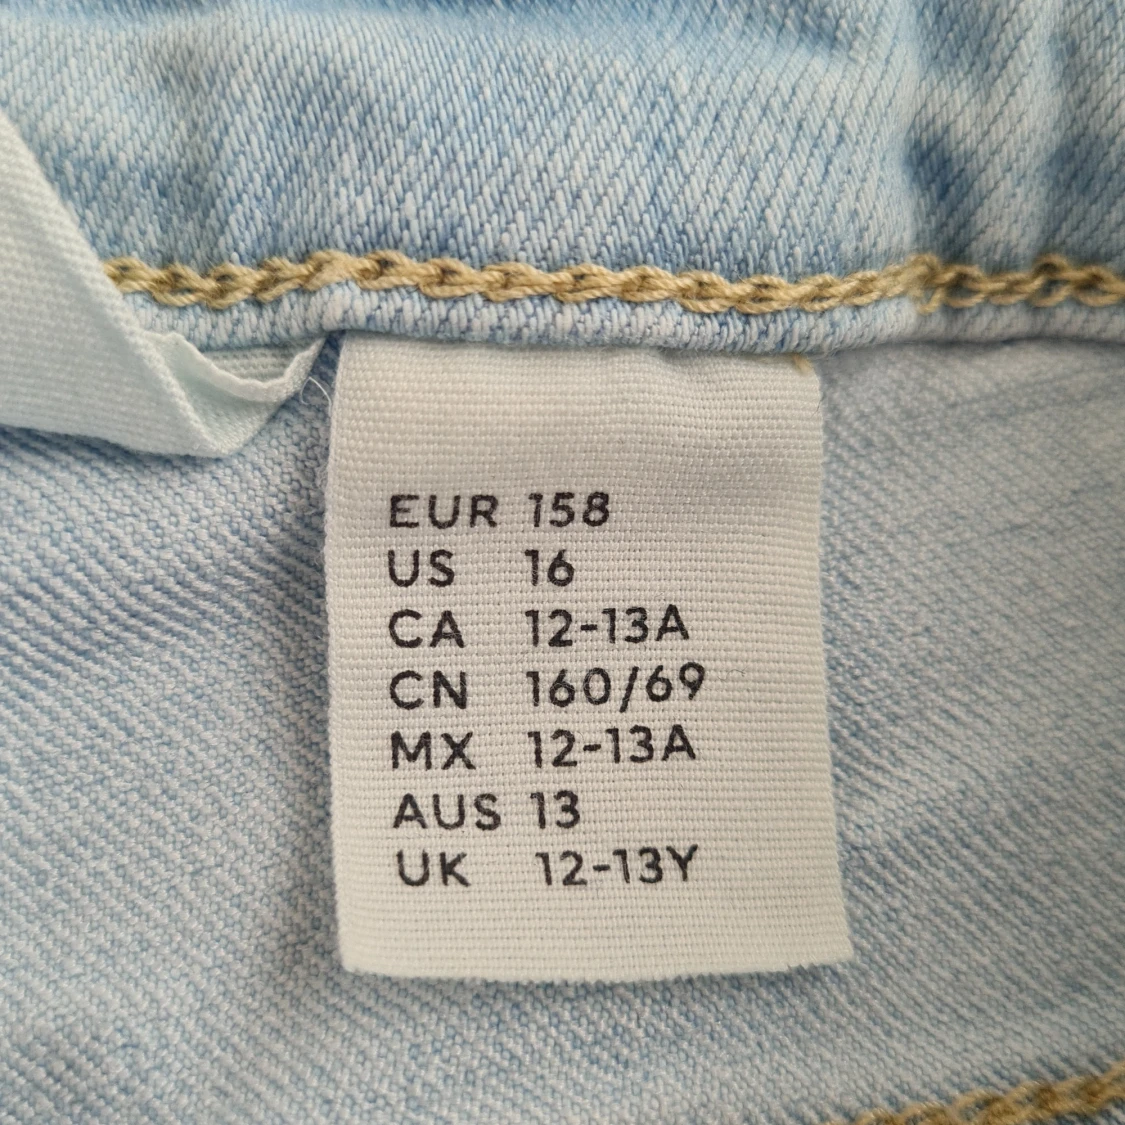 EUR 158
US 16
CA 12-13A
CN 160/69
MX 12-13A
AUS 13
UK 12-13Y